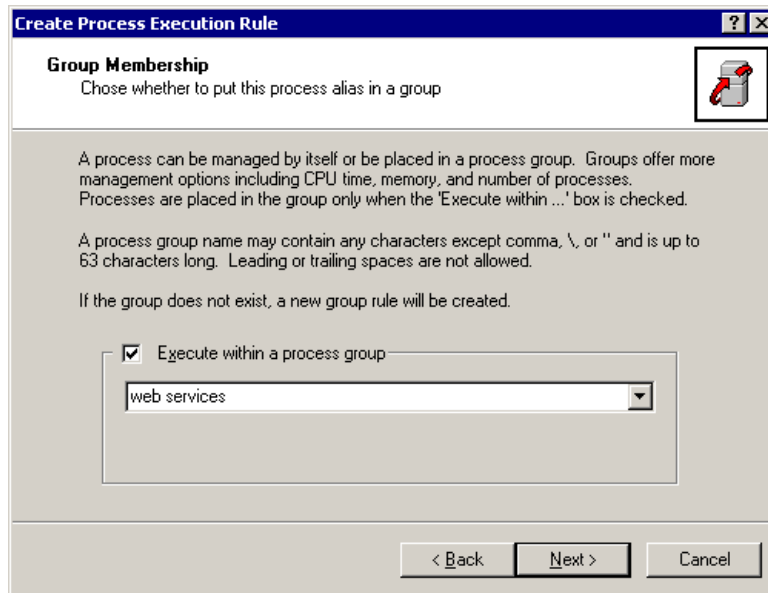 Create Process Execution Rule
Group Membership
Chose whether to put this process alias in a group
A process can be managed by itself or be placed in a process group. Groups offer more
management options including CPU time, memory, and number of processes.
Processes are placed in the group only when the 'Execute within ...' box is checked.
A process group name may contain any characters except comma, \, or " and is up to
63 characters long. Leading or trailing spaces are not allowed.
If the group does not exist, a new group rule will be created.
Execute within a process group
web services
< Back Next > Cancel